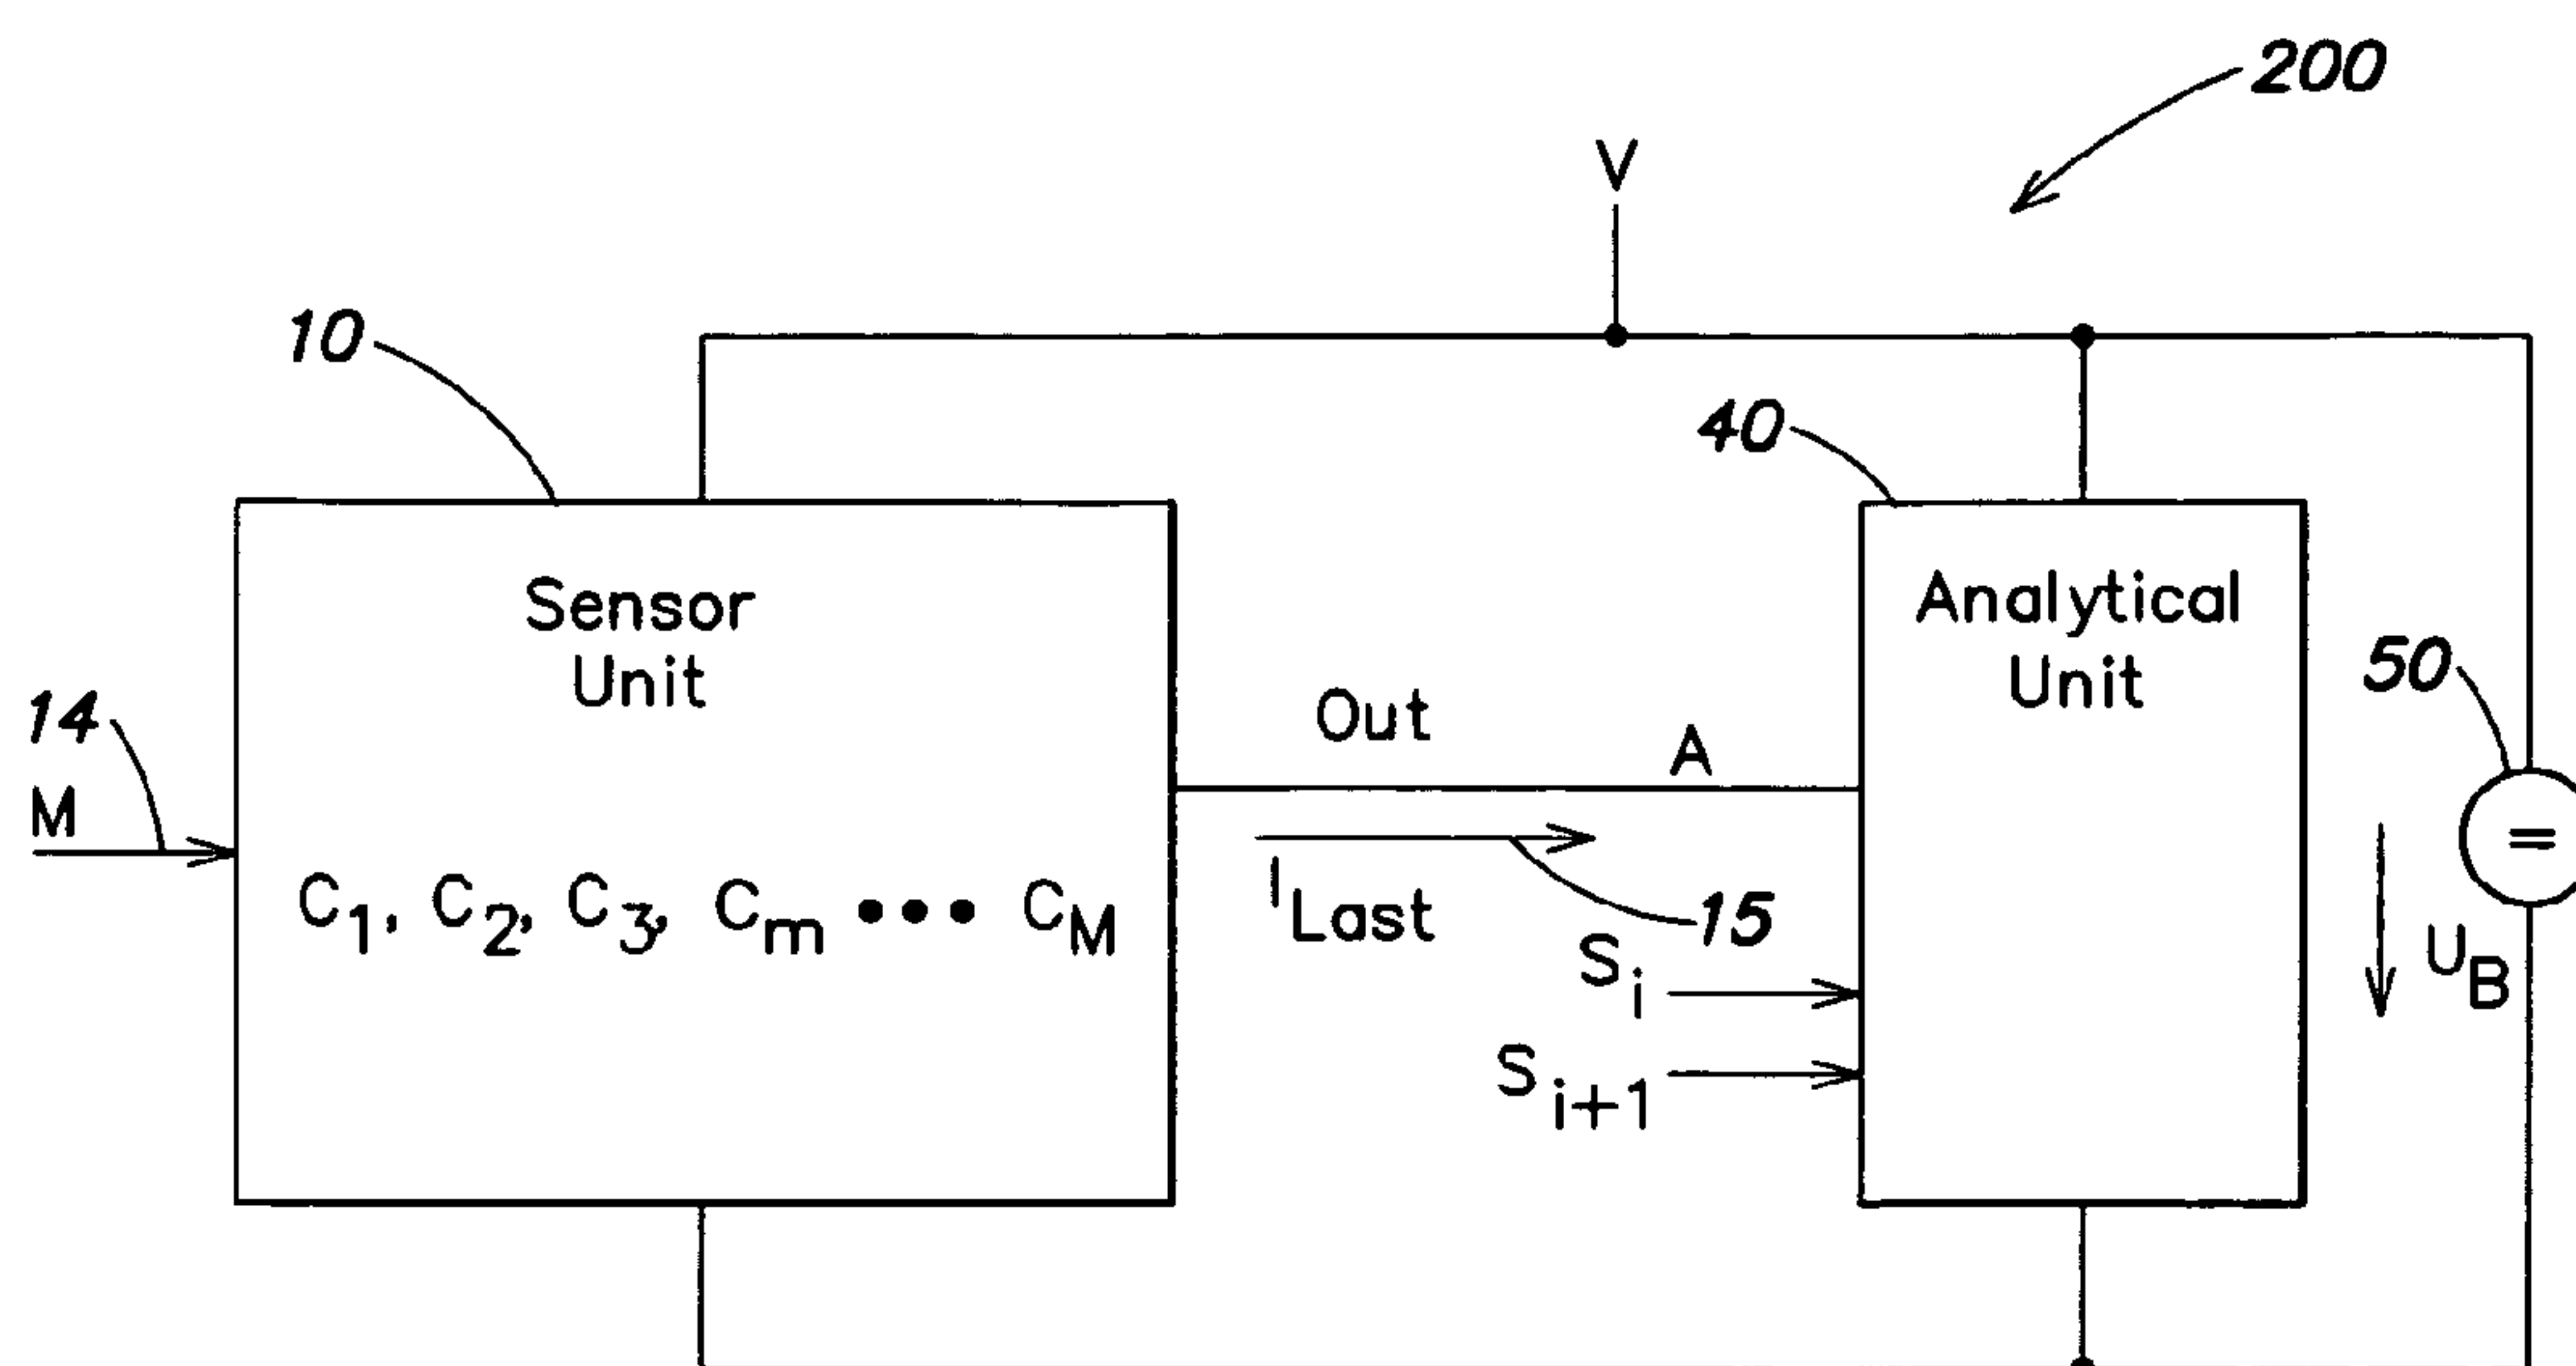 200
V
10
40
Sensor
Unit
Analytical
Unit
50
14
M
Out
A
=
C1, C2, C3, Cm ••• CM
ILast
15
Si
UB
Si+1